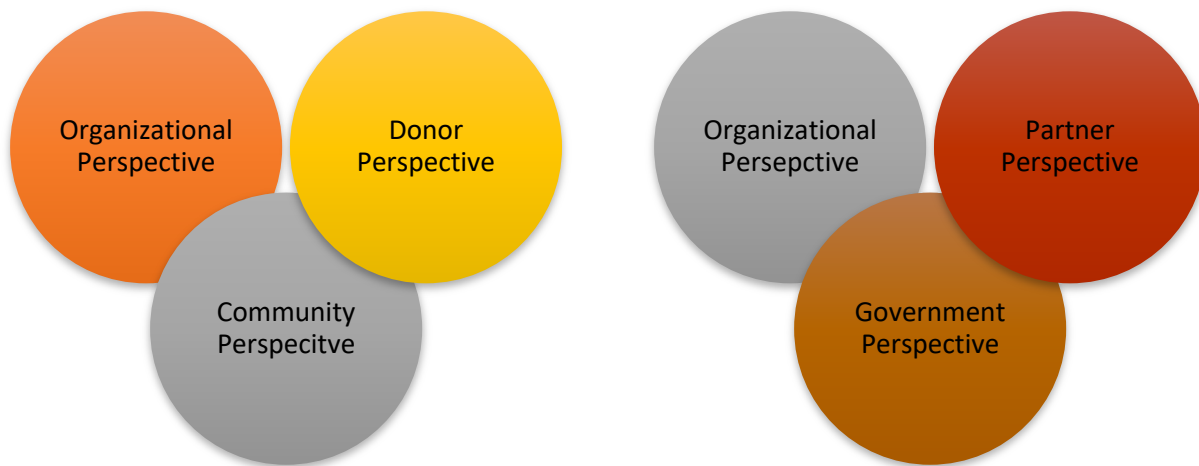 Organizational
Perspective
Donor
Perspective
Community
Perspecitve
Organizational
Persepctive
Partner
Perspective
Government
Perspective